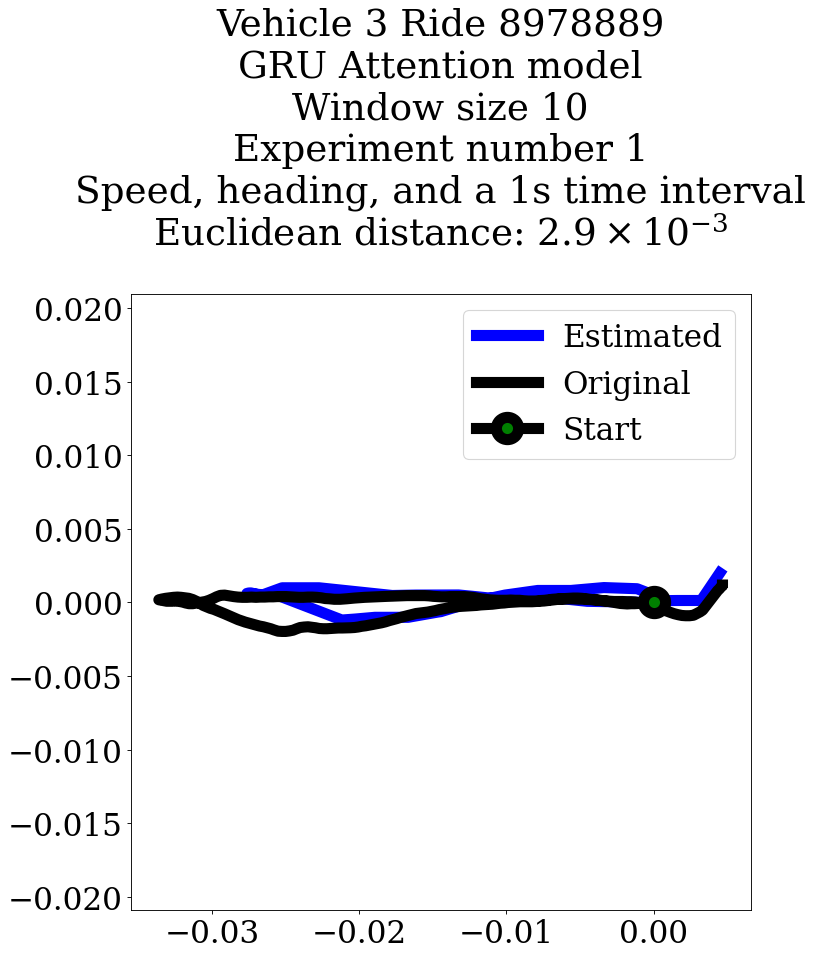 Vehicle 3 Ride 8978889
GRU Attention model
Window size 10
Experiment number 1
Speed, heading, and a 1s time interval
Euclidean distance: 2.9 × 10⁻³
0.020
0.015
0.010
0.005
0.000
−0.005
−0.010
−0.015
−0.020
Estimated
Original
Start
−0.03
−0.02
−0.01
0.00